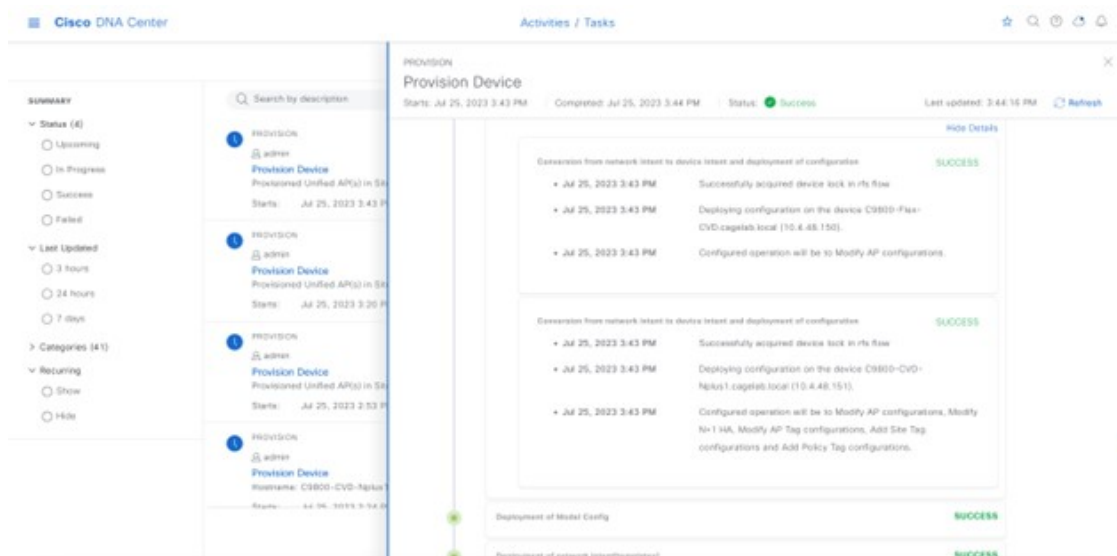 Cisco DNA Center
Activities / Tasks
SUMMARY
Status (4)
Upcoming
In Progress
Success
Failed
Last Updated
3 hours
24 hours
7 days
Categories (41)
Recurring
Show
Hide
Search by description
PROVISION
admin
Provision Device
Provisioned Unified AP(s) in Sit
Starts: Jul 25, 2023 3:43 P
PROVISION
admin
Provision Device
Provisioned Unified AP(s) in Sit
Starts: Jul 25, 2023 3:20 P
PROVISION
admin
Provision Device
Provisioned Unified AP(s) in Sit
Starts: Jul 25, 2023 2:53 P
PROVISION
admin
Provision Device
Hostname: C9800-CVD-Nplus1
Starts: Jul 25, 2023 2:34 P
PROVISION
Provision Device
Starts: Jul 25, 2023 3:43 PM Completed: Jul 25, 2023 3:44 PM Status: Success Last updated: 3:44:16 PM Refresh
Hide Details
Conversion from network intent to device intent and deployment of configuration SUCCESS
• Jul 25, 2023 3:43 PM Successfully acquired device lock in rfs flow
• Jul 25, 2023 3:43 PM Deploying configuration on the device C9800-Flex-
CVD.cagelab.local (10.4.48.150).
• Jul 25, 2023 3:43 PM Configured operation will be to Modify AP configurations.
Conversion from network intent to device intent and deployment of configuration SUCCESS
• Jul 25, 2023 3:43 PM Successfully acquired device lock in rfs flow
• Jul 25, 2023 3:43 PM Deploying configuration on the device C9800-CVD-
Nplus1.cagelab.local (10.4.48.151).
• Jul 25, 2023 3:43 PM Configured operation will be to Modify AP configurations, Modify
N+1 HA, Modify AP Tag configurations, Add Site Tag
configurations and Add Policy Tag configurations.
Deployment of Model Config SUCCESS
Deployment of network intent SUCCESS